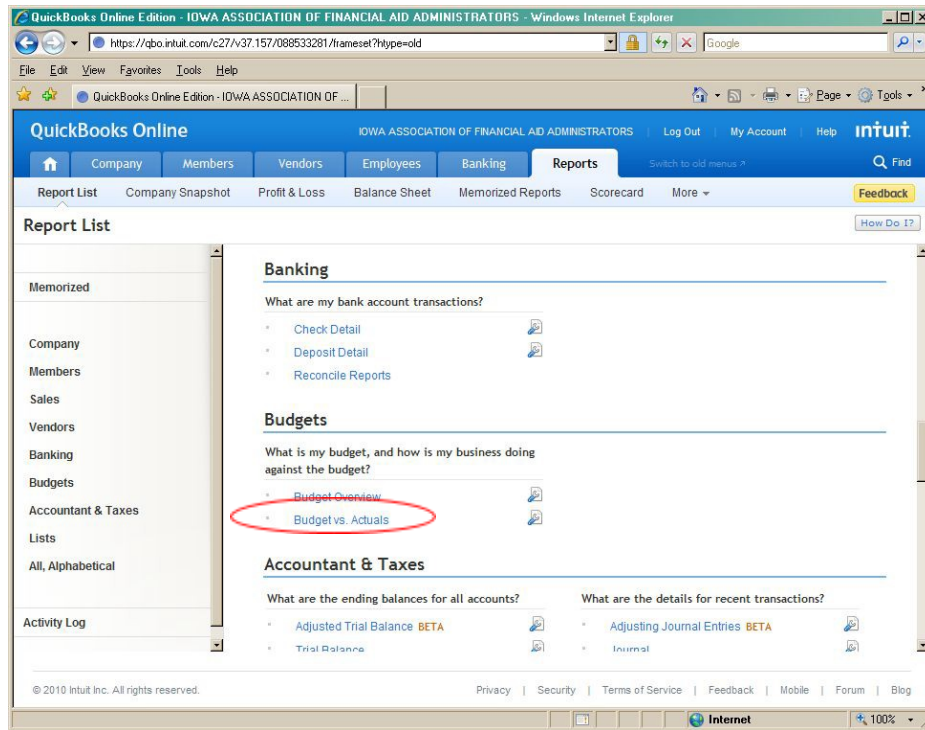 QuickBooks Online Edition - IOWA ASSOCIATION OF FINANCIAL AID ADMINISTRATORS - Windows Internet Explorer
https://qbo.intuit.com/c27/v37.157/088533281/frameset?htype=old
Google
File Edit View Favorites Tools Help
QuickBooks Online Edition - IOWA ASSOCIATION OF ...
Page Tools
QuickBooks Online
IOWA ASSOCIATION OF FINANCIAL AID ADMINISTRATORS | Log Out | My Account | Help
intuit.
Company Members Vendors Employees Banking Reports Switch to old menus Find
Report List Company Snapshot Profit & Loss Balance Sheet Memorized Reports Scorecard More Feedback
Report List
How Do I?
Memorized
Company
Members
Sales
Vendors
Banking
Budgets
Accountant & Taxes
Lists
All, Alphabetical
Activity Log
Banking
What are my bank account transactions?
Check Detail
Deposit Detail
Reconcile Reports
Budgets
What is my budget, and how is my business doing
against the budget?
Budget Overview
Budget vs. Actuals
Accountant & Taxes
What are the ending balances for all accounts?
Adjusted Trial Balance BETA
Trial Balance
What are the details for recent transactions?
Adjusting Journal Entries BETA
Journal
© 2010 Intuit Inc. All rights reserved.
Privacy | Security | Terms of Service | Feedback | Mobile | Forum | Blog
Internet
100%